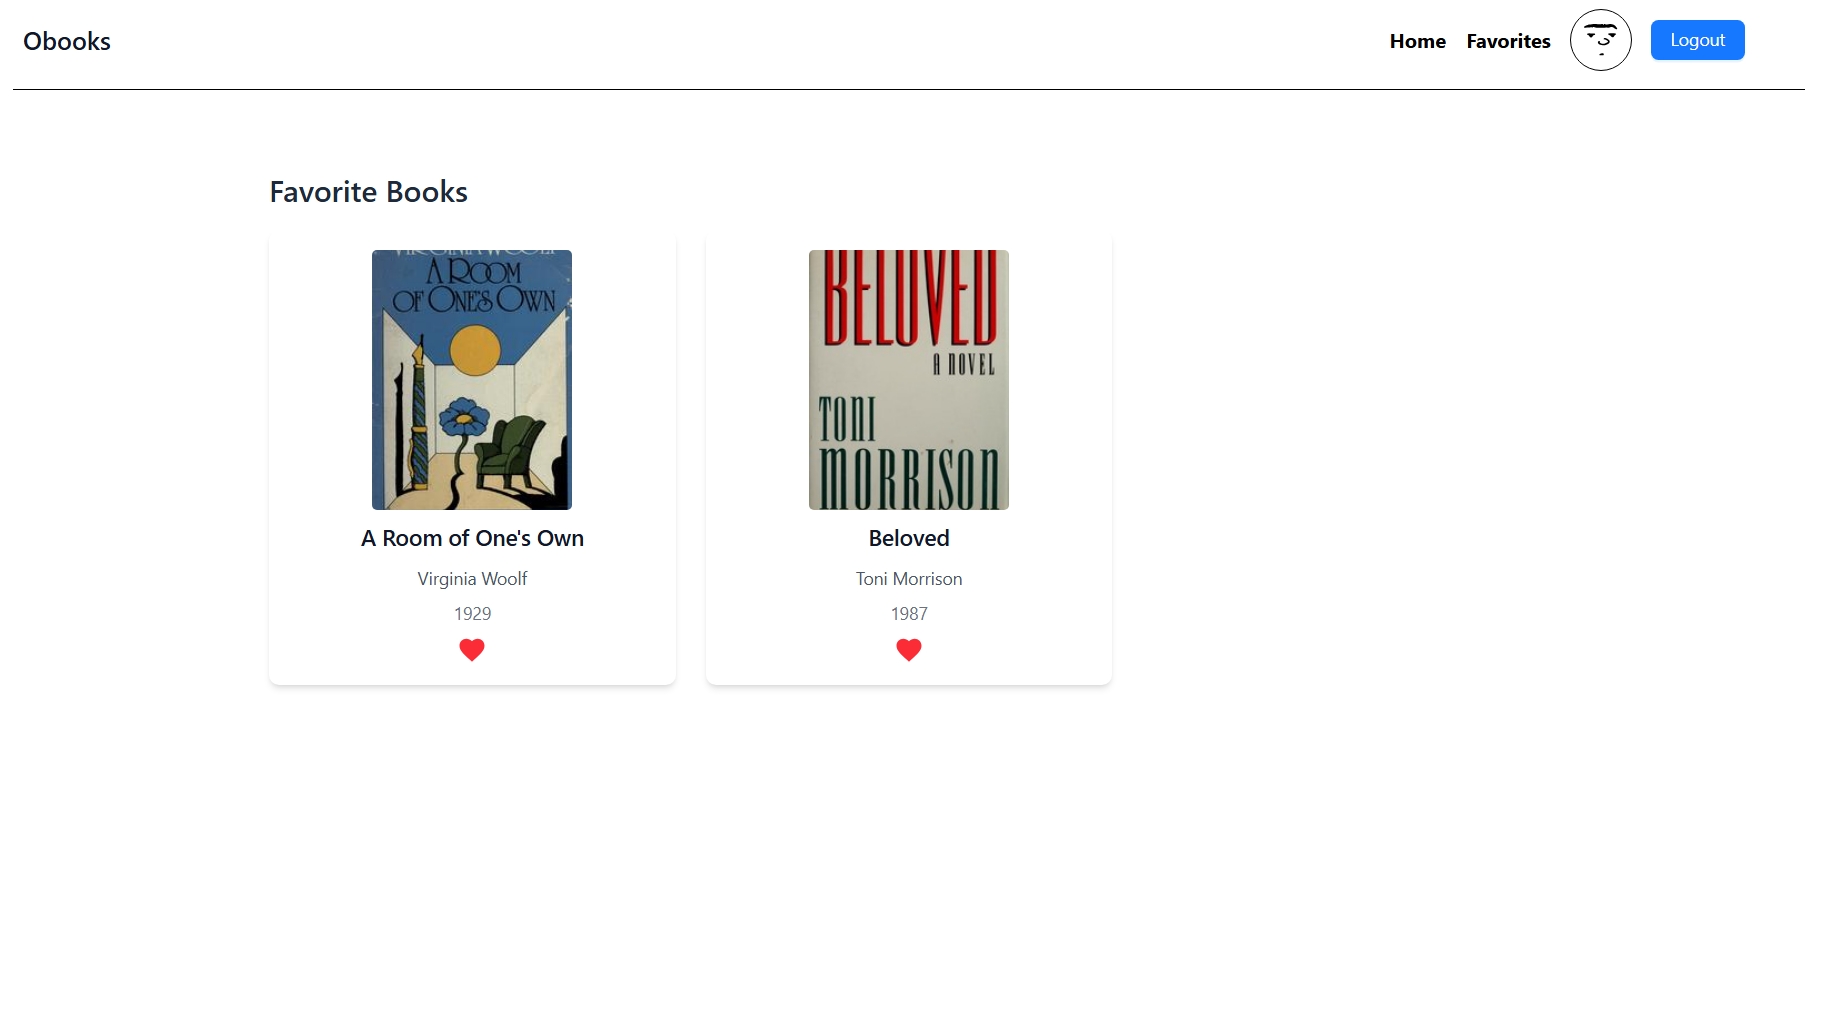 Obooks
Home
Favorites
Logout
Favorite Books
A ROOM
OF ONE'S OWN
BELOVED
A NOVEL
TONI
MORRISON
A Room of One's Own
Beloved
Virginia Woolf
Toni Morrison
1929
1987